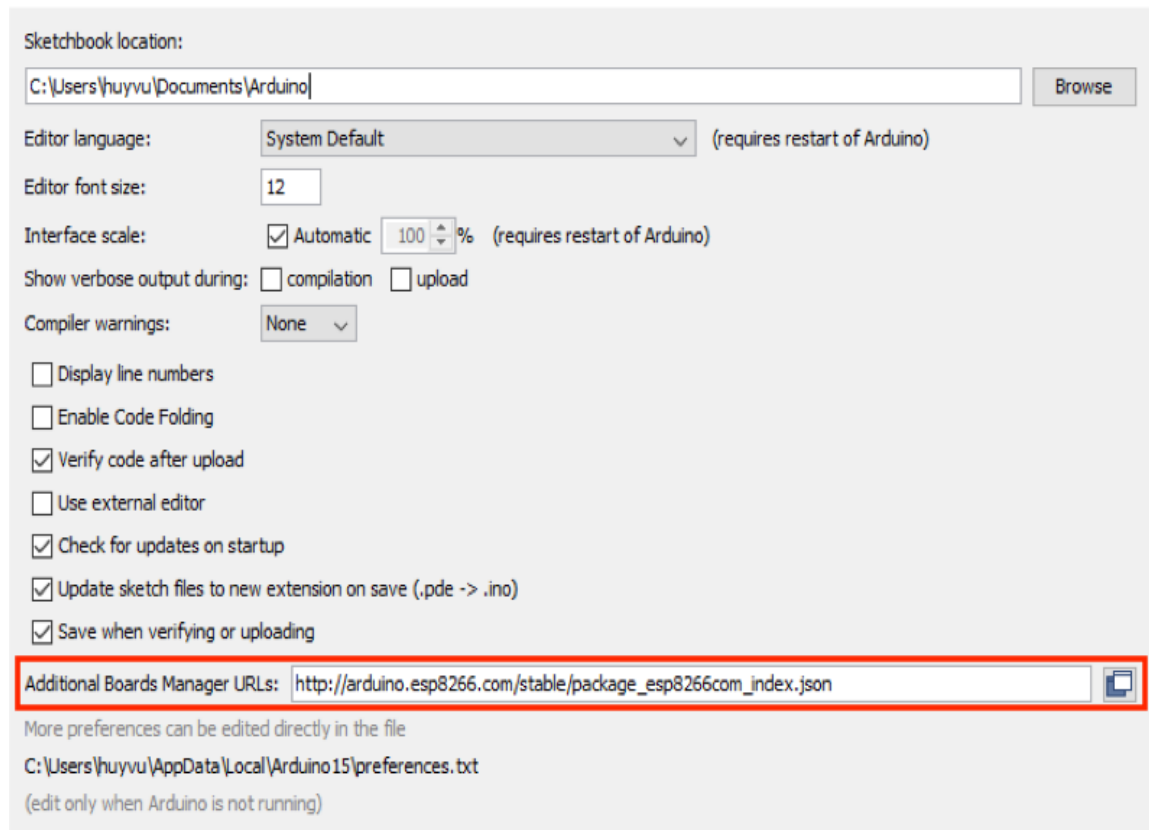 Sketchbook location:
C:\Users\huyvu\Documents\Arduino Browse
Editor language: System Default (requires restart of Arduino)
Editor font size: 12
Interface scale: Automatic 100 % (requires restart of Arduino)
Show verbose output during: compilation upload
Compiler warnings: None
Display line numbers
Enable Code Folding
Verify code after upload
Use external editor
Check for updates on startup
Update sketch files to new extension on save (.pde -> .ino)
Save when verifying or uploading
Additional Boards Manager URLs: http://arduino.esp8266.com/stable/package_esp8266com_index.json
More preferences can be edited directly in the file
C:\Users\huyvu\AppData\Local\Arduino15\preferences.txt
(edit only when Arduino is not running)